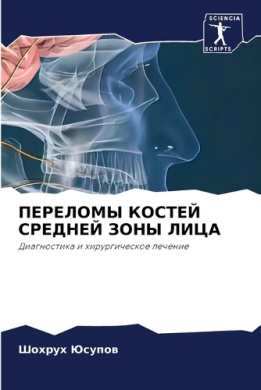 SCIENCIA
SCRIPTS
ПЕРЕЛОМЫ КОСТЕЙ
СРЕДНЕЙ ЗОНЫ ЛИЦА
Диагностика и хирургическое лечение
Шохрух Юсупов